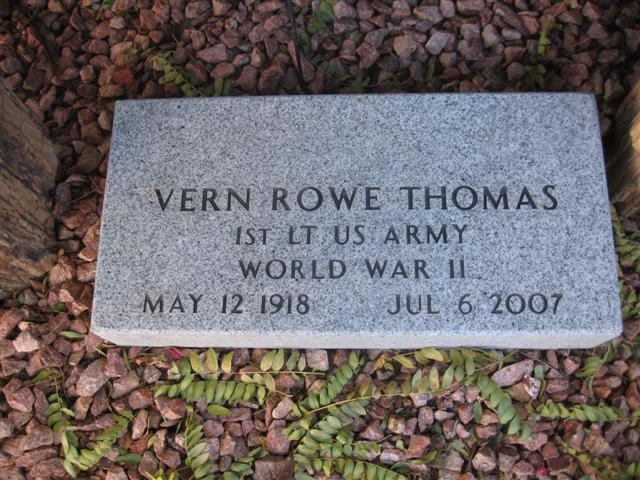 VERN ROWE THOMAS
1ST LT US ARMY
WORLD WAR II
MAY 12 1918 JUL 6 2007